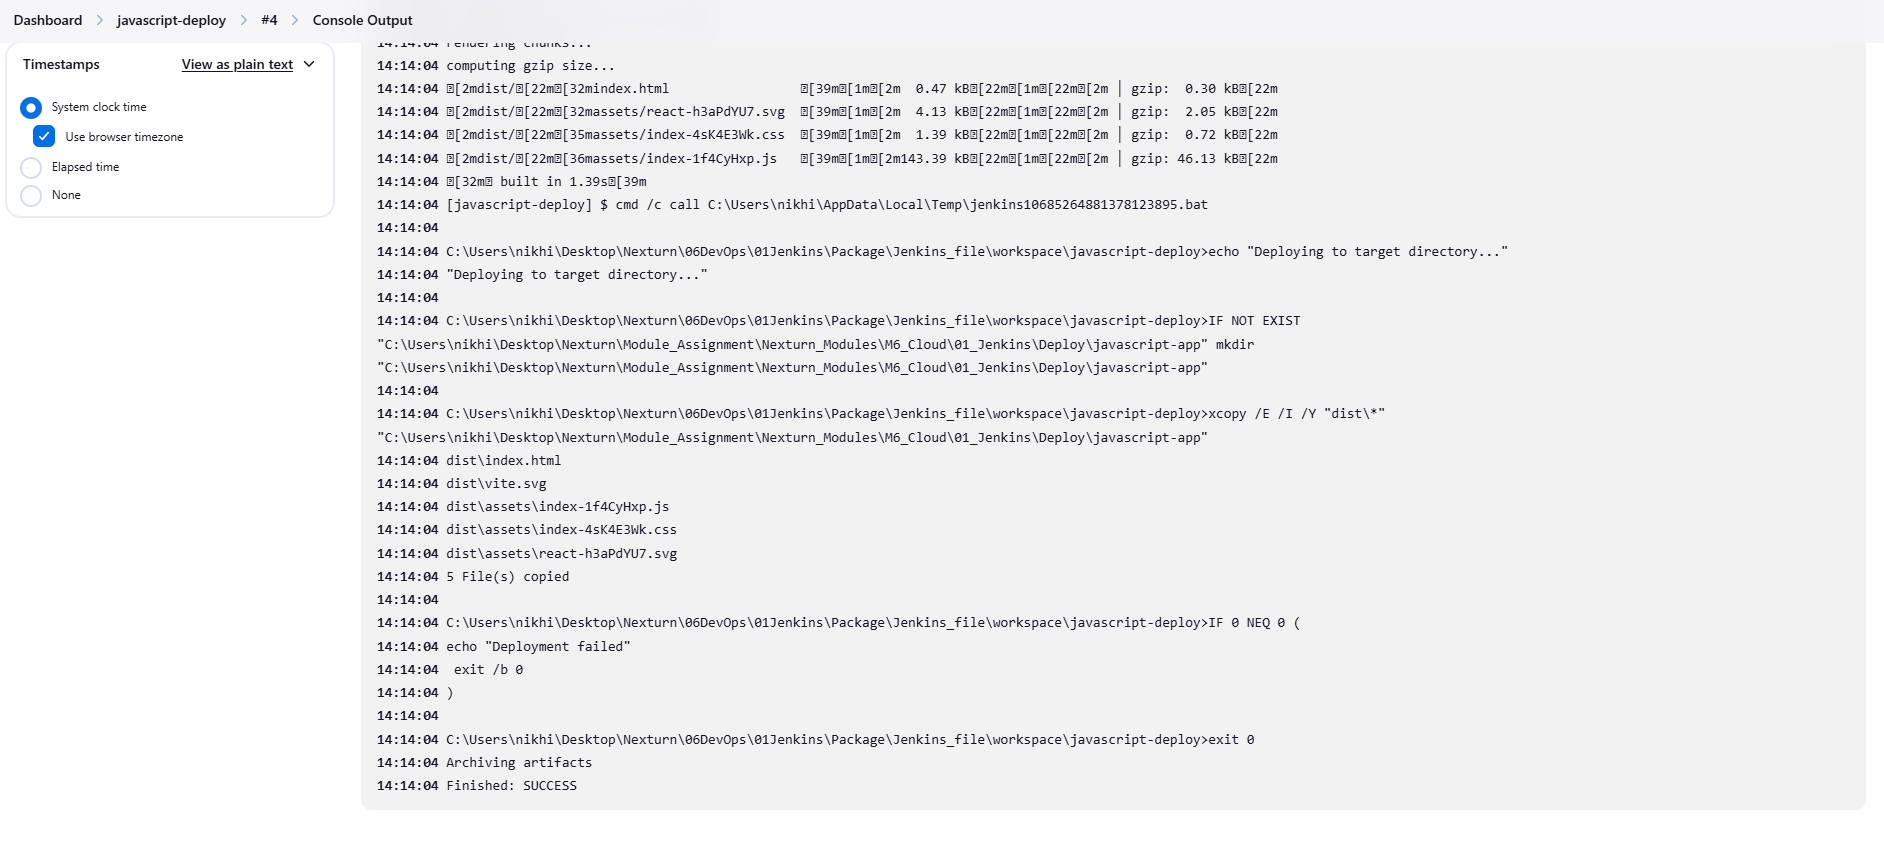 Dashboard > javascript-deploy > #4 > Console Output
Timestamps View as plain text
System clock time
Use browser timezone
Elapsed time
None
14:14:04 rendering chunks...
14:14:04 computing gzip size...
14:14:04 [2mdist/[22m[32mindex.html                 [39m[1m[2m  0.47 kB[22m[1m[22m[2m │ gzip:  0.30 kB[22m
14:14:04 [2mdist/[22m[32massets/react-h3aPdYU7.svg  [39m[1m[2m  4.13 kB[22m[1m[22m[2m │ gzip:  2.05 kB[22m
14:14:04 [2mdist/[22m[35massets/index-4sK4E3Wk.css  [39m[1m[2m  1.39 kB[22m[1m[22m[2m │ gzip:  0.72 kB[22m
14:14:04 [2mdist/[22m[36massets/index-1f4CyHxp.js   [39m[1m[2m143.39 kB[22m[1m[22m[2m │ gzip: 46.13 kB[22m
14:14:04 [32m built in 1.39s[39m
14:14:04 [javascript-deploy] $ cmd /c call C:\Users\nikhi\AppData\Local\Temp\jenkins10685264881378123895.bat
14:14:04
14:14:04 C:\Users\nikhi\Desktop\Nexturn\06DevOps\01Jenkins\Package\Jenkins_file\workspace\javascript-deploy>echo "Deploying to target directory..."
14:14:04 "Deploying to target directory..."
14:14:04
14:14:04 C:\Users\nikhi\Desktop\Nexturn\06DevOps\01Jenkins\Package\Jenkins_file\workspace\javascript-deploy>IF NOT EXIST
"C:\Users\nikhi\Desktop\Nexturn\Module_Assignment\Nexturn_Modules\M6_Cloud\01_Jenkins\Deploy\javascript-app" mkdir
"C:\Users\nikhi\Desktop\Nexturn\Module_Assignment\Nexturn_Modules\M6_Cloud\01_Jenkins\Deploy\javascript-app"
14:14:04
14:14:04 C:\Users\nikhi\Desktop\Nexturn\06DevOps\01Jenkins\Package\Jenkins_file\workspace\javascript-deploy>xcopy /E /I /Y "dist\*"
"C:\Users\nikhi\Desktop\Nexturn\Module_Assignment\Nexturn_Modules\M6_Cloud\01_Jenkins\Deploy\javascript-app"
14:14:04 dist\index.html
14:14:04 dist\vite.svg
14:14:04 dist\assets\index-1f4CyHxp.js
14:14:04 dist\assets\index-4sK4E3Wk.css
14:14:04 dist\assets\react-h3aPdYU7.svg
14:14:04 5 File(s) copied
14:14:04
14:14:04 C:\Users\nikhi\Desktop\Nexturn\06DevOps\01Jenkins\Package\Jenkins_file\workspace\javascript-deploy>IF 0 NEQ 0 (
14:14:04 echo "Deployment failed"
14:14:04  exit /b 0
14:14:04 )
14:14:04
14:14:04 C:\Users\nikhi\Desktop\Nexturn\06DevOps\01Jenkins\Package\Jenkins_file\workspace\javascript-deploy>exit 0
14:14:04 Archiving artifacts
14:14:04 Finished: SUCCESS